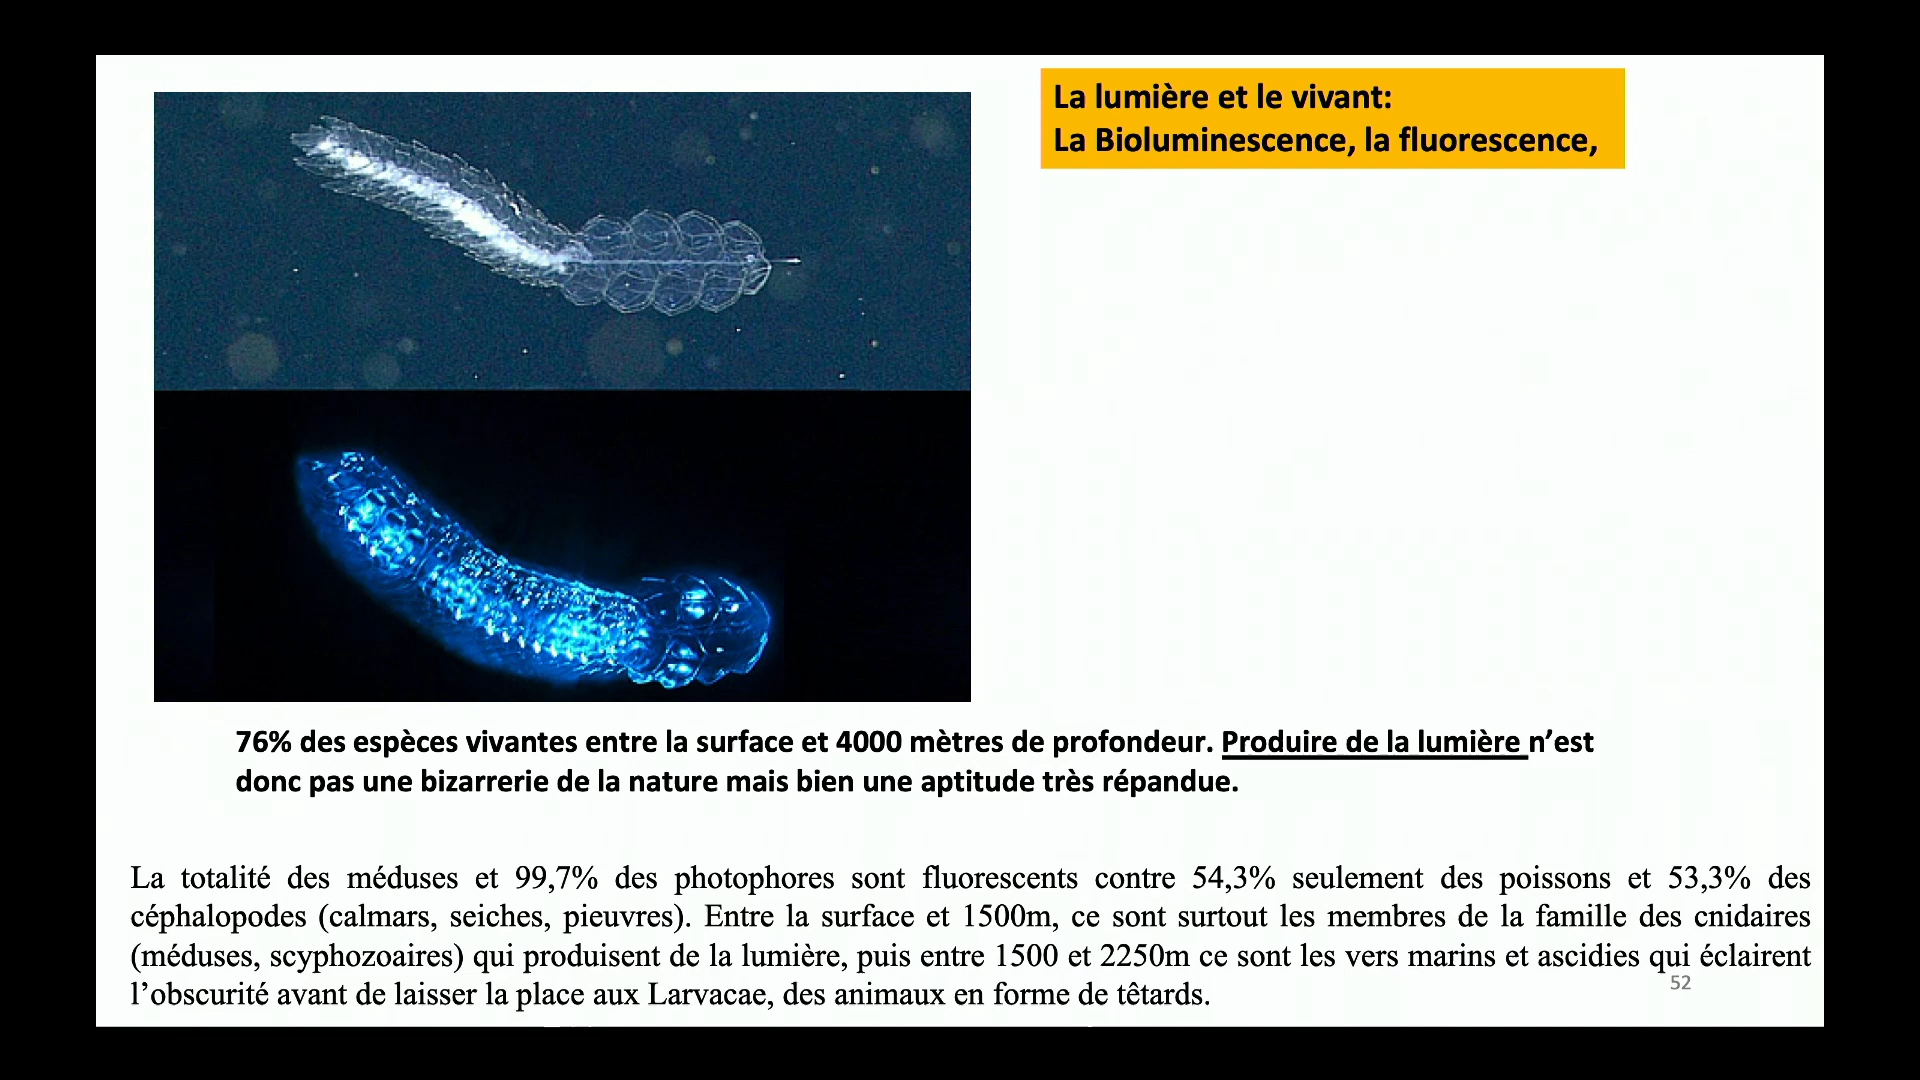 La lumière et le vivant:
La Bioluminescence, la fluorescence,
76% des espèces vivantes entre la surface et 4000 mètres de profondeur. Produire de la lumière n’est
donc pas une bizarrerie de la nature mais bien une aptitude très répandue.
La totalité des méduses et 99,7% des photophores sont fluorescents contre 54,3% seulement des poissons et 53,3% des
céphalopodes (calmars, seiches, pieuvres). Entre la surface et 1500m, ce sont surtout les membres de la famille des cnidaires
(méduses, scyphozoaires) qui produisent de la lumière, puis entre 1500 et 2250m ce sont les vers marins et ascidies qui éclairent
l’obscurité avant de laisser la place aux Larvacae, des animaux en forme de têtards.
52